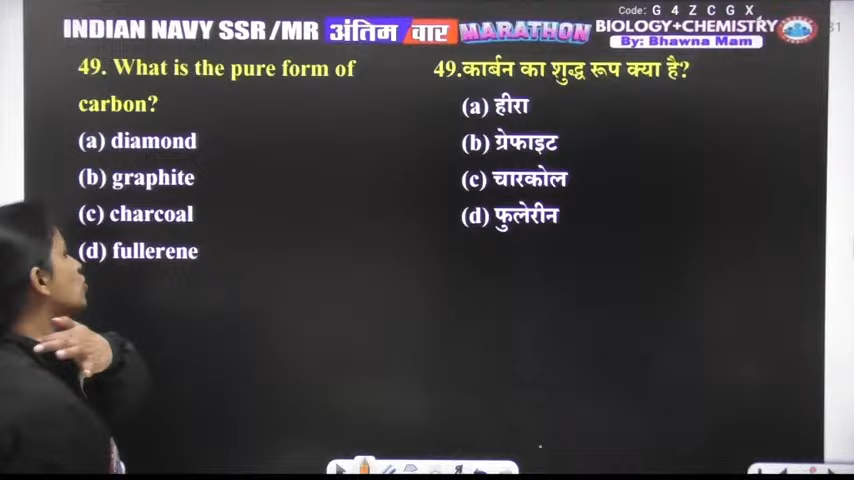 Code: G 4 Z C G X
INDIAN NAVY SSR/MR अंतिम वार MARATHON BIOLOGY+CHEMISTRY
By: Bhawna Mam
31
49. What is the pure form of
carbon?
(a) diamond
(b) graphite
(c) charcoal
(d) fullerene
49.कार्बन का शुद्ध रूप क्या है?
(a) हीरा
(b) ग्रेफाइट
(c) चारकोल
(d) फुलेरीन